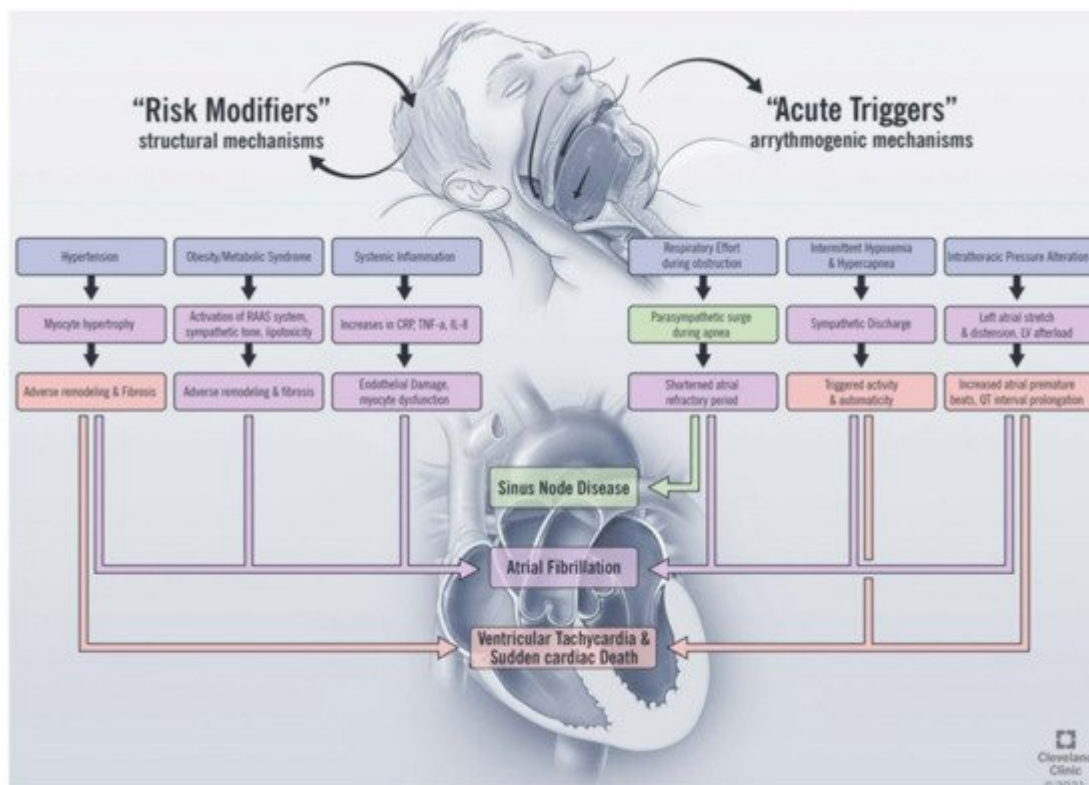 "Risk Modifiers"
structural mechanisms
"Acute Triggers"
arrythmogenic mechanisms
Hypertension
Obesity/Metabolic Syndrome
Systemic Inflammation
Respiratory Effort
during obstruction
Intermittent Hypoxemia
& Hypercapnea
Intrathoracic Pressure Alteration
Myocyte hypertrophy
Activation of RAAS system,
sympathetic tone, lipotoxicity
Increases in CRP, TNF-a, IL-8
Parasympathetic surge
during apnea
Sympathetic Discharge
Left atrial stretch
& distension, LV afterload
Adverse remodeling & Fibrosis
Adverse remodeling & fibrosis
Endothelial Damage,
myocyte dysfunction
Shortened atrial
refractory period
Triggered activity
& automaticity
Increased atrial premature
beats, QT interval prolongation
Sinus Node Disease
Atrial Fibrillation
Ventricular Tachycardia &
Sudden cardiac Death
Cleveland
Clinic